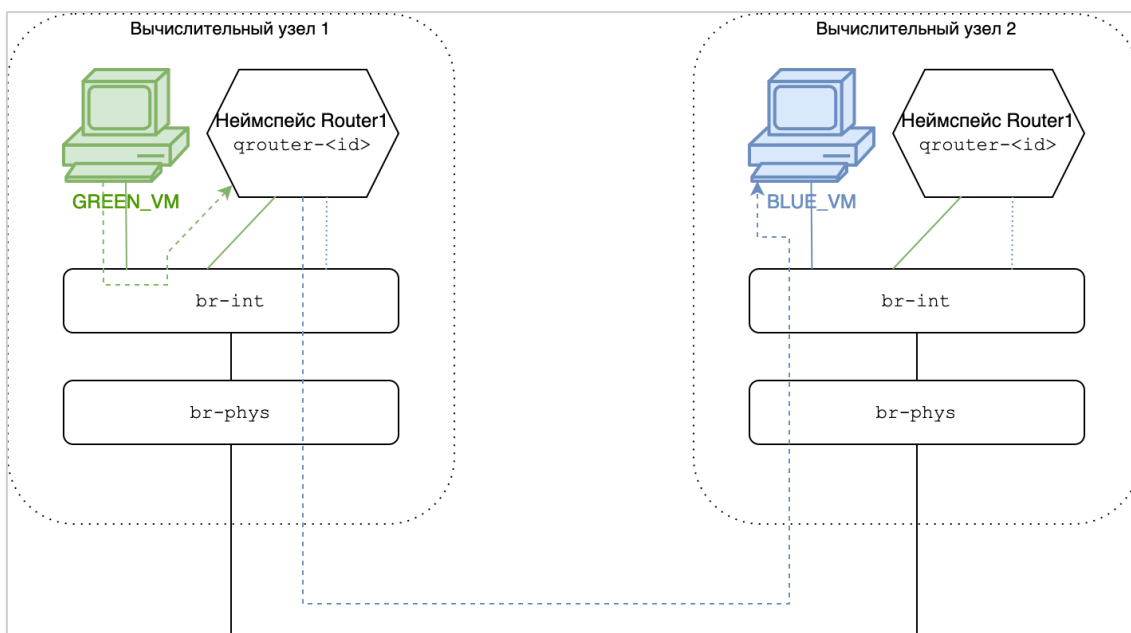 Вычислительный узел 1
Вычислительный узел 2
Неймспейс Router1
qrouter-<id>
GREEN_VM
Неймспейс Router1
qrouter-<id>
BLUE_VM
br-int
br-int
br-phys
br-phys